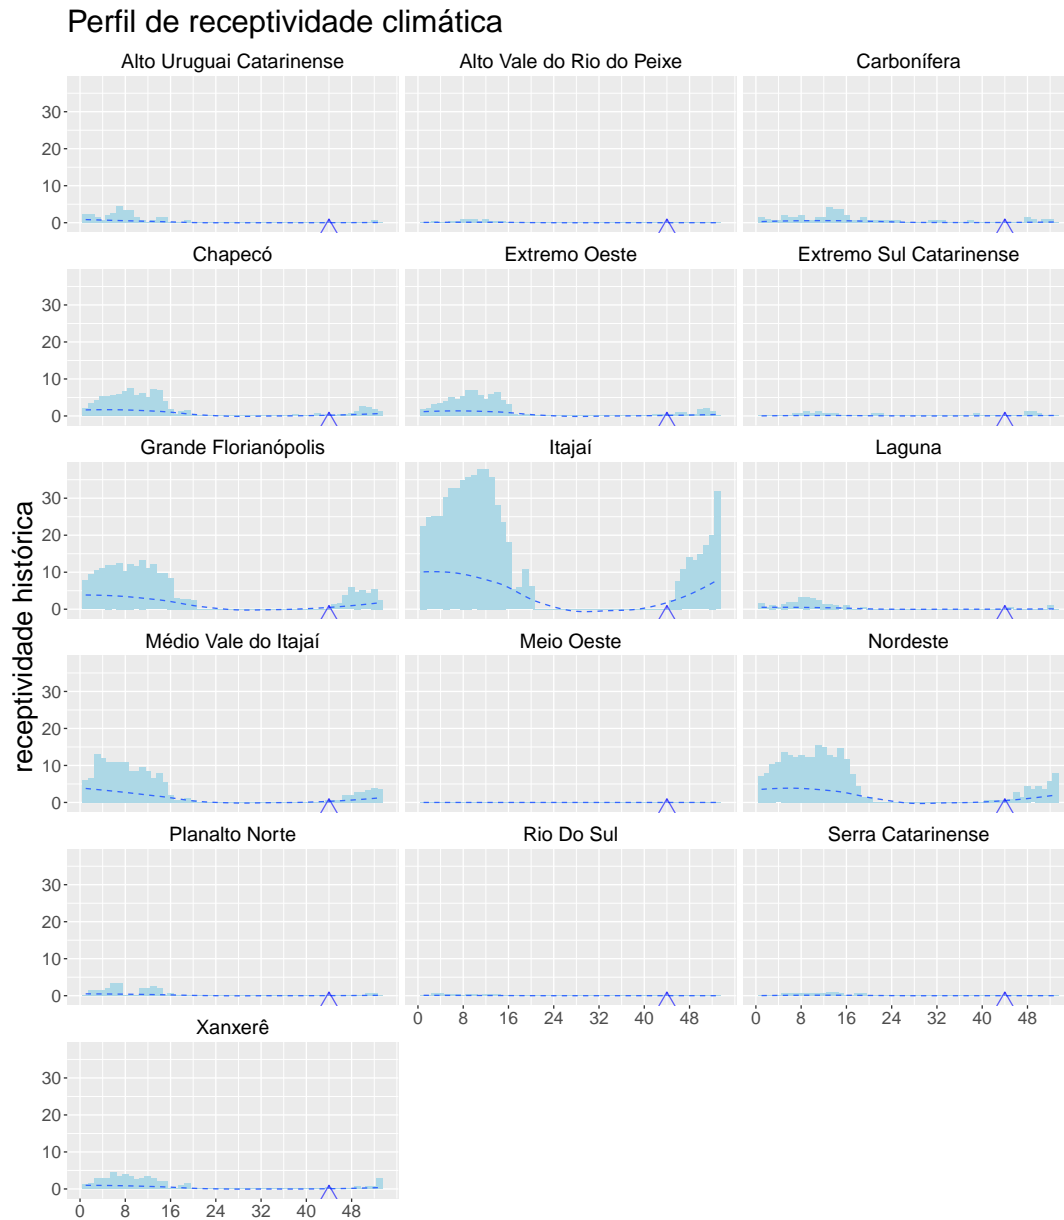 Perfil de receptividade climática
Alto Uruguai Catarinense
Alto Vale do Rio do Peixe
Carbonífera
30
20
10
0
Chapecó
Extremo Oeste
Extremo Sul Catarinense
30
20
10
0
Grande Florianópolis
Itajaí
Laguna
30
20
10
0
receptividade histórica
Médio Vale do Itajaí
Meio Oeste
Nordeste
30
20
10
0
Planalto Norte
Rio Do Sul
Serra Catarinense
30
20
10
0
0 8 16 24 32 40 48
0 8 16 24 32 40 48
Xanxerê
30
20
10
0
0 8 16 24 32 40 48